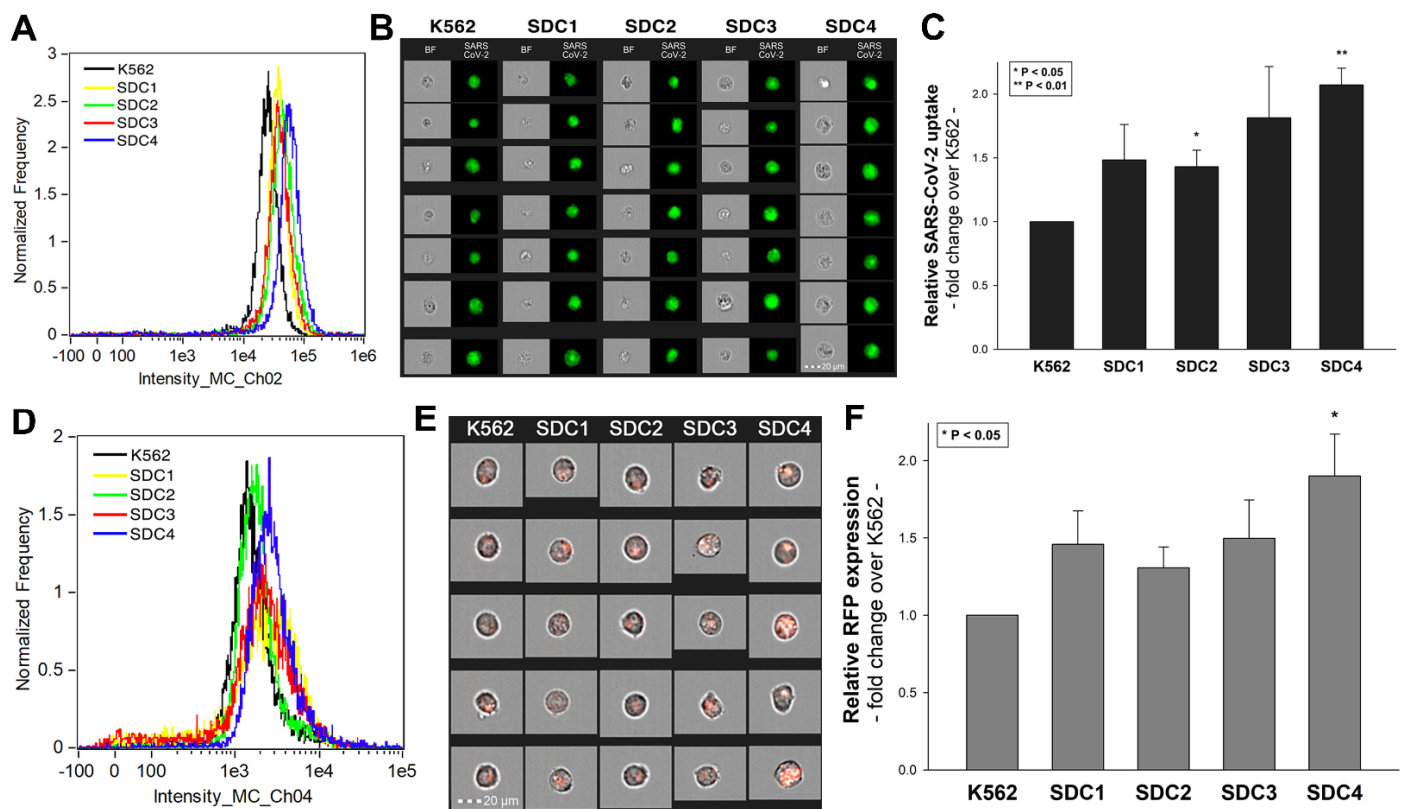 A
Normalized Frequency
3
2.5
2
1.5
1
0.5
0
K562
SDC1
SDC2
SDC3
SDC4
-100 0 100 1e3 1e4 1e5 1e6
Intensity_MC_Ch02
B
K562 SDC1 SDC2 SDC3 SDC4
BF SARS CoV-2 BF SARS CoV-2 BF SARS CoV-2 BF SARS CoV-2 BF SARS CoV-2
20 µm
C
Relative SARS-CoV-2 uptake
- fold change over K562 -
* P < 0.05
** P < 0.01
2.0
1.5
1.0
0.5
0.0
*
**
K562 SDC1 SDC2 SDC3 SDC4
D
Normalized Frequency
2
1.5
1
0.5
0
K562
SDC1
SDC2
SDC3
SDC4
-100 0 100 1e3 1e4 1e5
Intensity_MC_Ch04
E
K562 SDC1 SDC2 SDC3 SDC4
20 µm
F
Relative RFP expression
- fold change over K562 -
* P < 0.05
2.0
1.5
1.0
0.5
0.0
*
K562 SDC1 SDC2 SDC3 SDC4